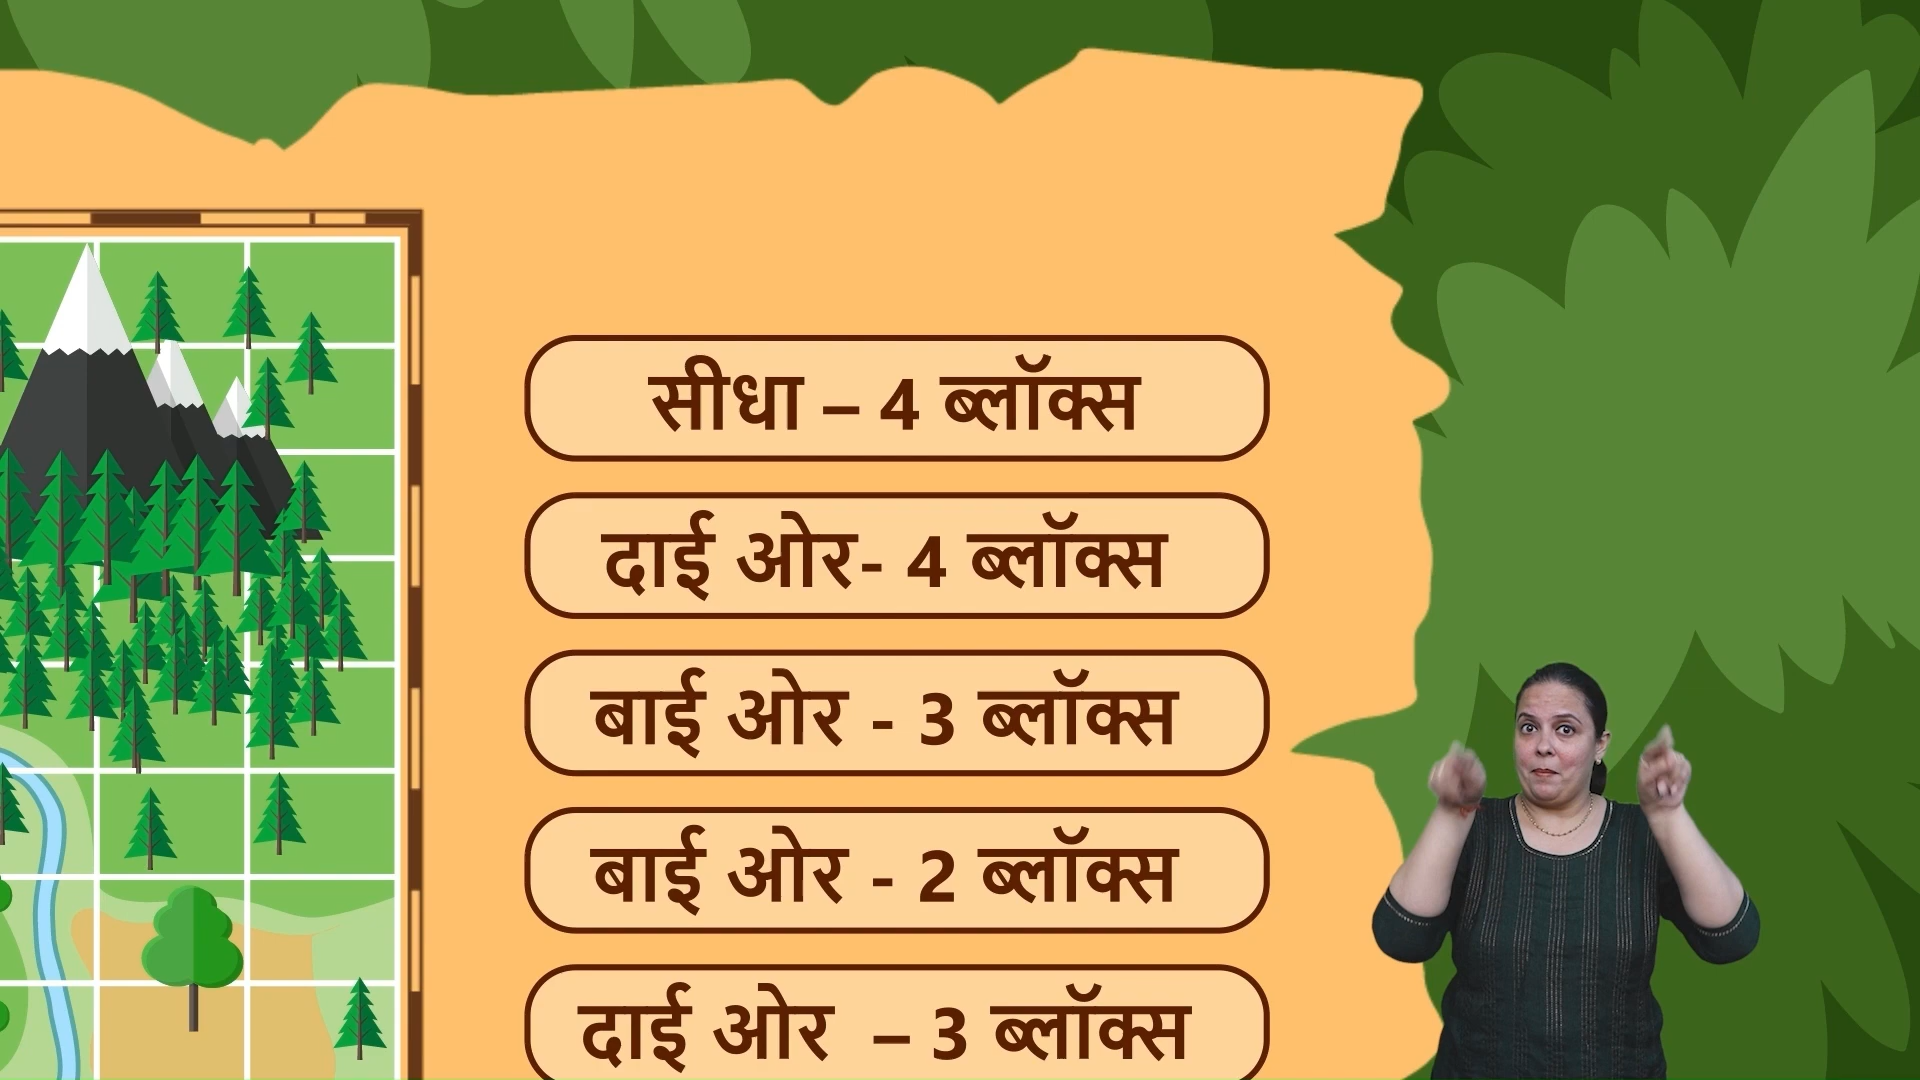 सीधा – 4 ब्लॉक्स
दाई ओर- 4 ब्लॉक्स
बाई ओर - 3 ब्लॉक्स
बाई ओर - 2 ब्लॉक्स
दाई ओर – 3 ब्लॉक्स